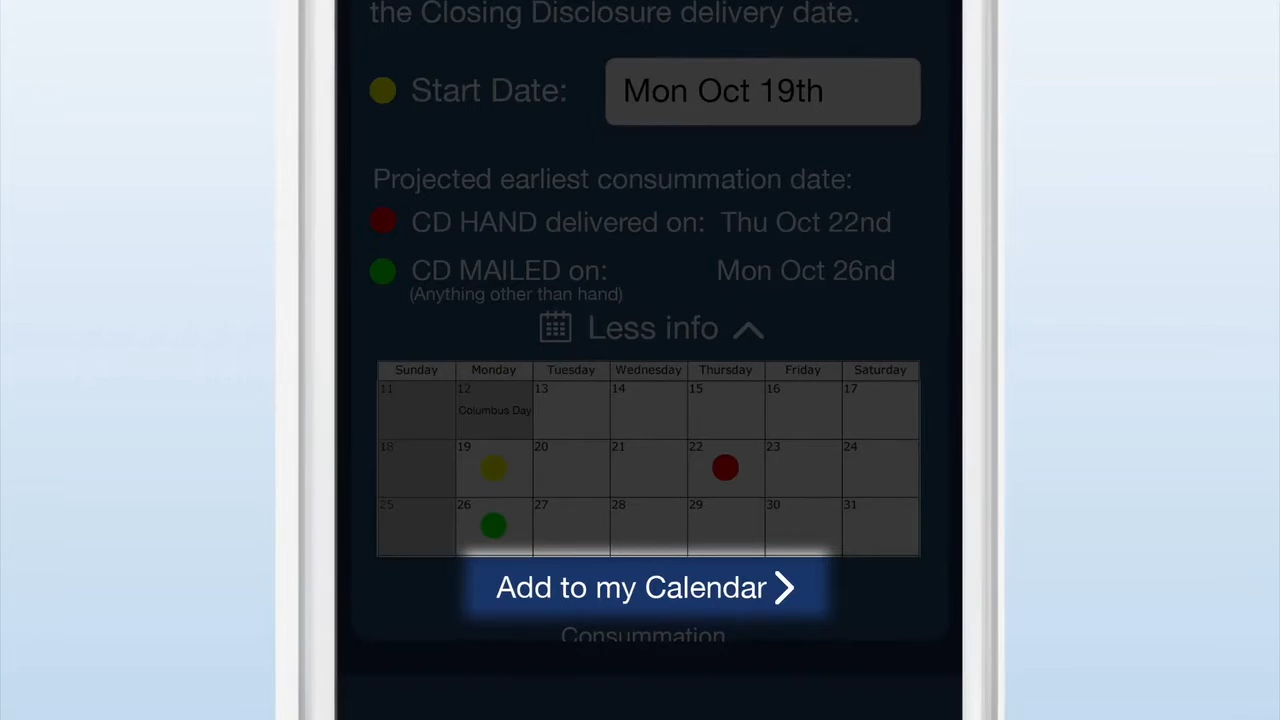 the Closing Disclosure delivery date.
Start Date: Mon Oct 19th
Projected earliest consummation date:
CD HAND delivered on: Thu Oct 22nd
CD MAILED on: Mon Oct 26nd
(Anything other than hand)
Less info
Sunday Monday Tuesday Wednesday Thursday Friday Saturday
11 12 13 14 15 16 17
Columbus Day
18 19 20 21 22 23 24
25 26 27 28 29 30 31
Add to my Calendar
Consummation